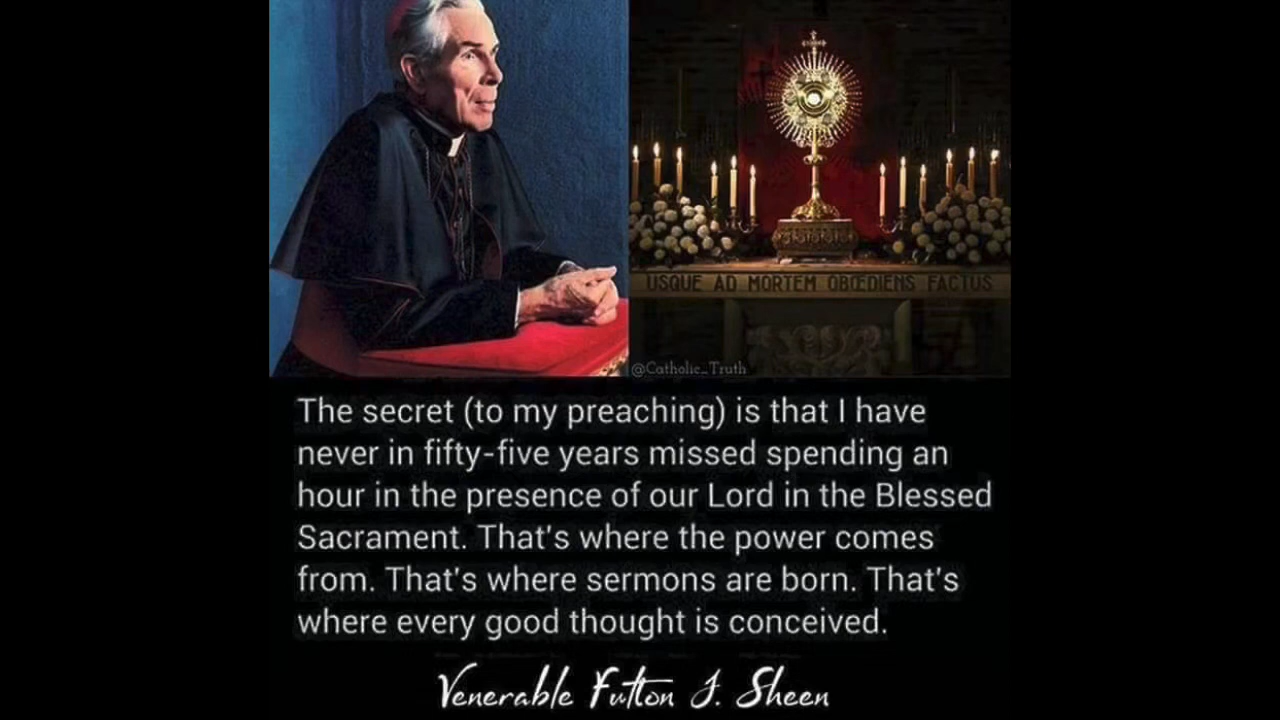 USQUE AD MORTEM OBŒDIENS FACTUS
@Catholic_Truth
The secret (to my preaching) is that I have
never in fifty-five years missed spending an
hour in the presence of our Lord in the Blessed
Sacrament. That's where the power comes
from. That's where sermons are born. That's
where every good thought is conceived.
Venerable Fulton J. Sheen